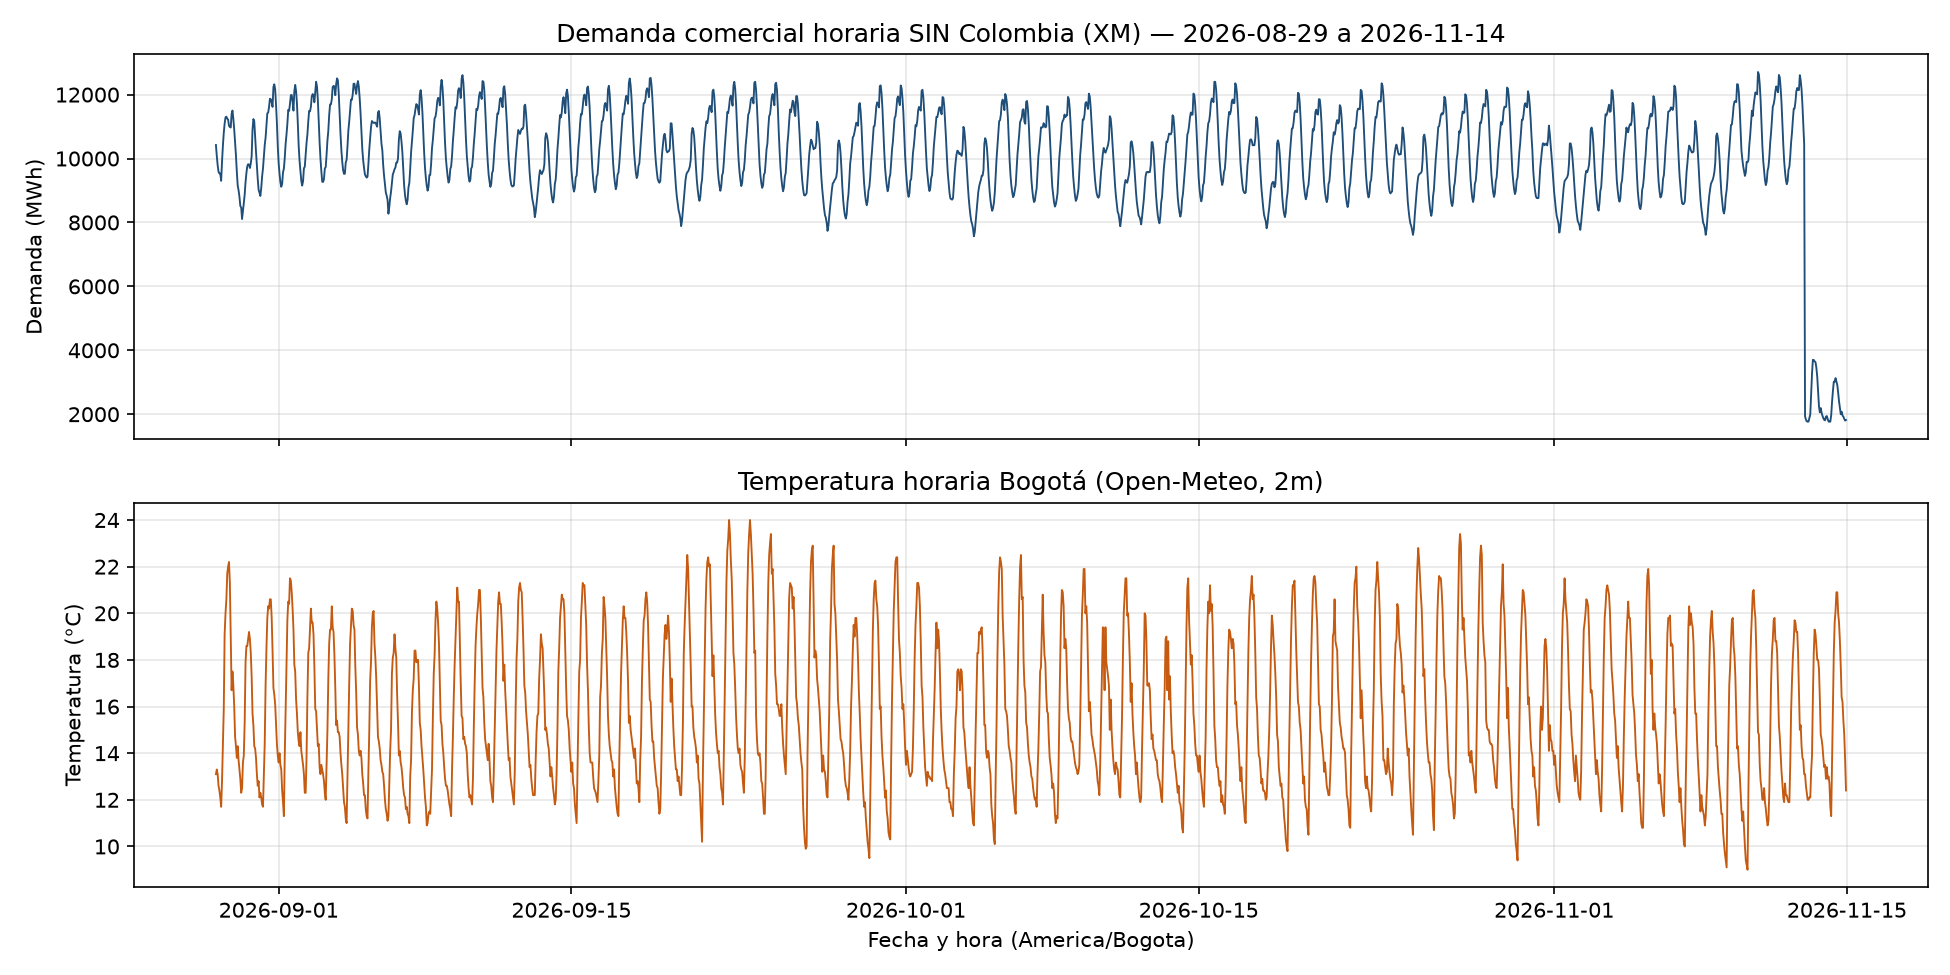 Demanda comercial horaria SIN Colombia (XM) — 2026-08-29 a 2026-11-14
Demanda (MWh)
12000
10000
8000
6000
4000
2000
Temperatura horaria Bogotá (Open-Meteo, 2m)
Temperatura (°C)
24
22
20
18
16
14
12
10
2026-09-01 2026-09-15 2026-10-01 2026-10-15 2026-11-01 2026-11-15
Fecha y hora (America/Bogota)